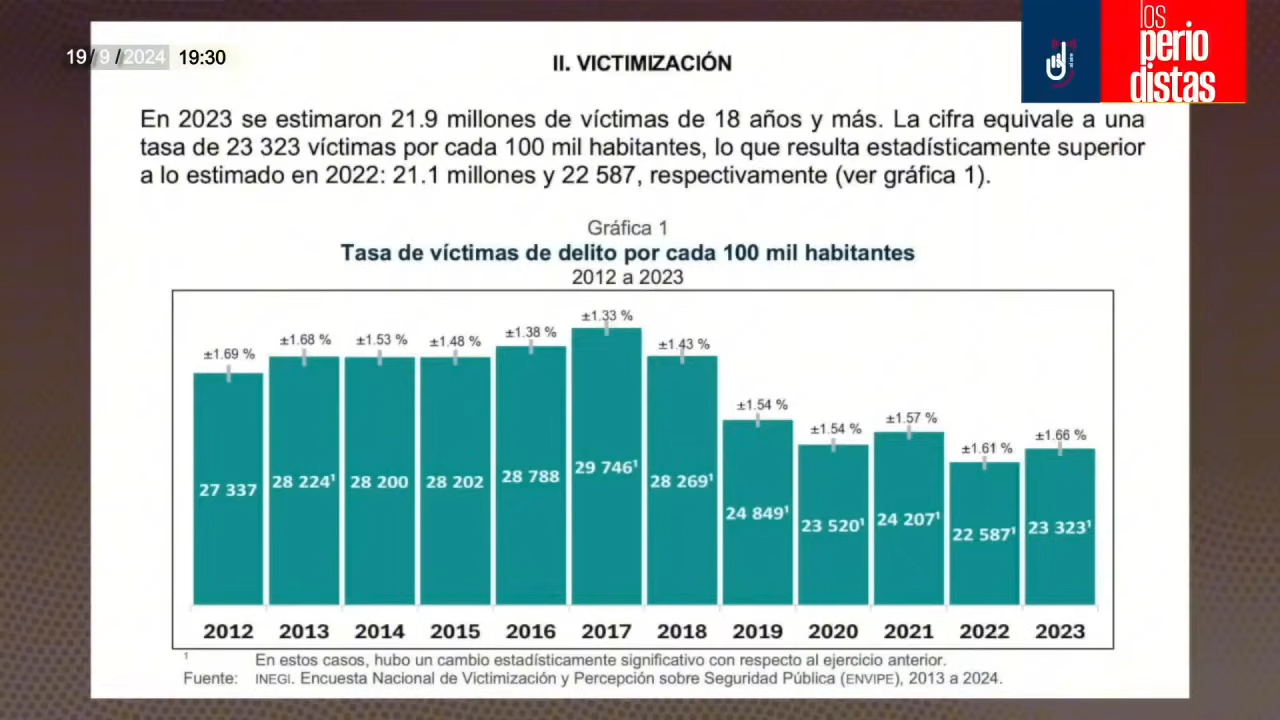 19/9/2024 19:30
los
perio
distas
II. VICTIMIZACIÓN
En 2023 se estimaron 21.9 millones de víctimas de 18 años y más. La cifra equivale a una
tasa de 23 323 víctimas por cada 100 mil habitantes, lo que resulta estadísticamente superior
a lo estimado en 2022: 21.1 millones y 22 587, respectivamente (ver gráfica 1).
Gráfica 1
Tasa de víctimas de delito por cada 100 mil habitantes
2012 a 2023
±1.69 % ±1.68 % ±1.53 % ±1.48 % ±1.38 % ±1.33 % ±1.43 % ±1.54 % ±1.54 % ±1.57 % ±1.61 % ±1.66 %
27 337 28 224¹ 28 200 28 202 28 788 29 746¹ 28 269¹ 24 849¹ 23 520¹ 24 207¹ 22 587¹ 23 323¹
2012 2013 2014 2015 2016 2017 2018 2019 2020 2021 2022 2023
¹ En estos casos, hubo un cambio estadísticamente significativo con respecto al ejercicio anterior.
Fuente: INEGI. Encuesta Nacional de Victimización y Percepción sobre Seguridad Pública (ENVIPE), 2013 a 2024.